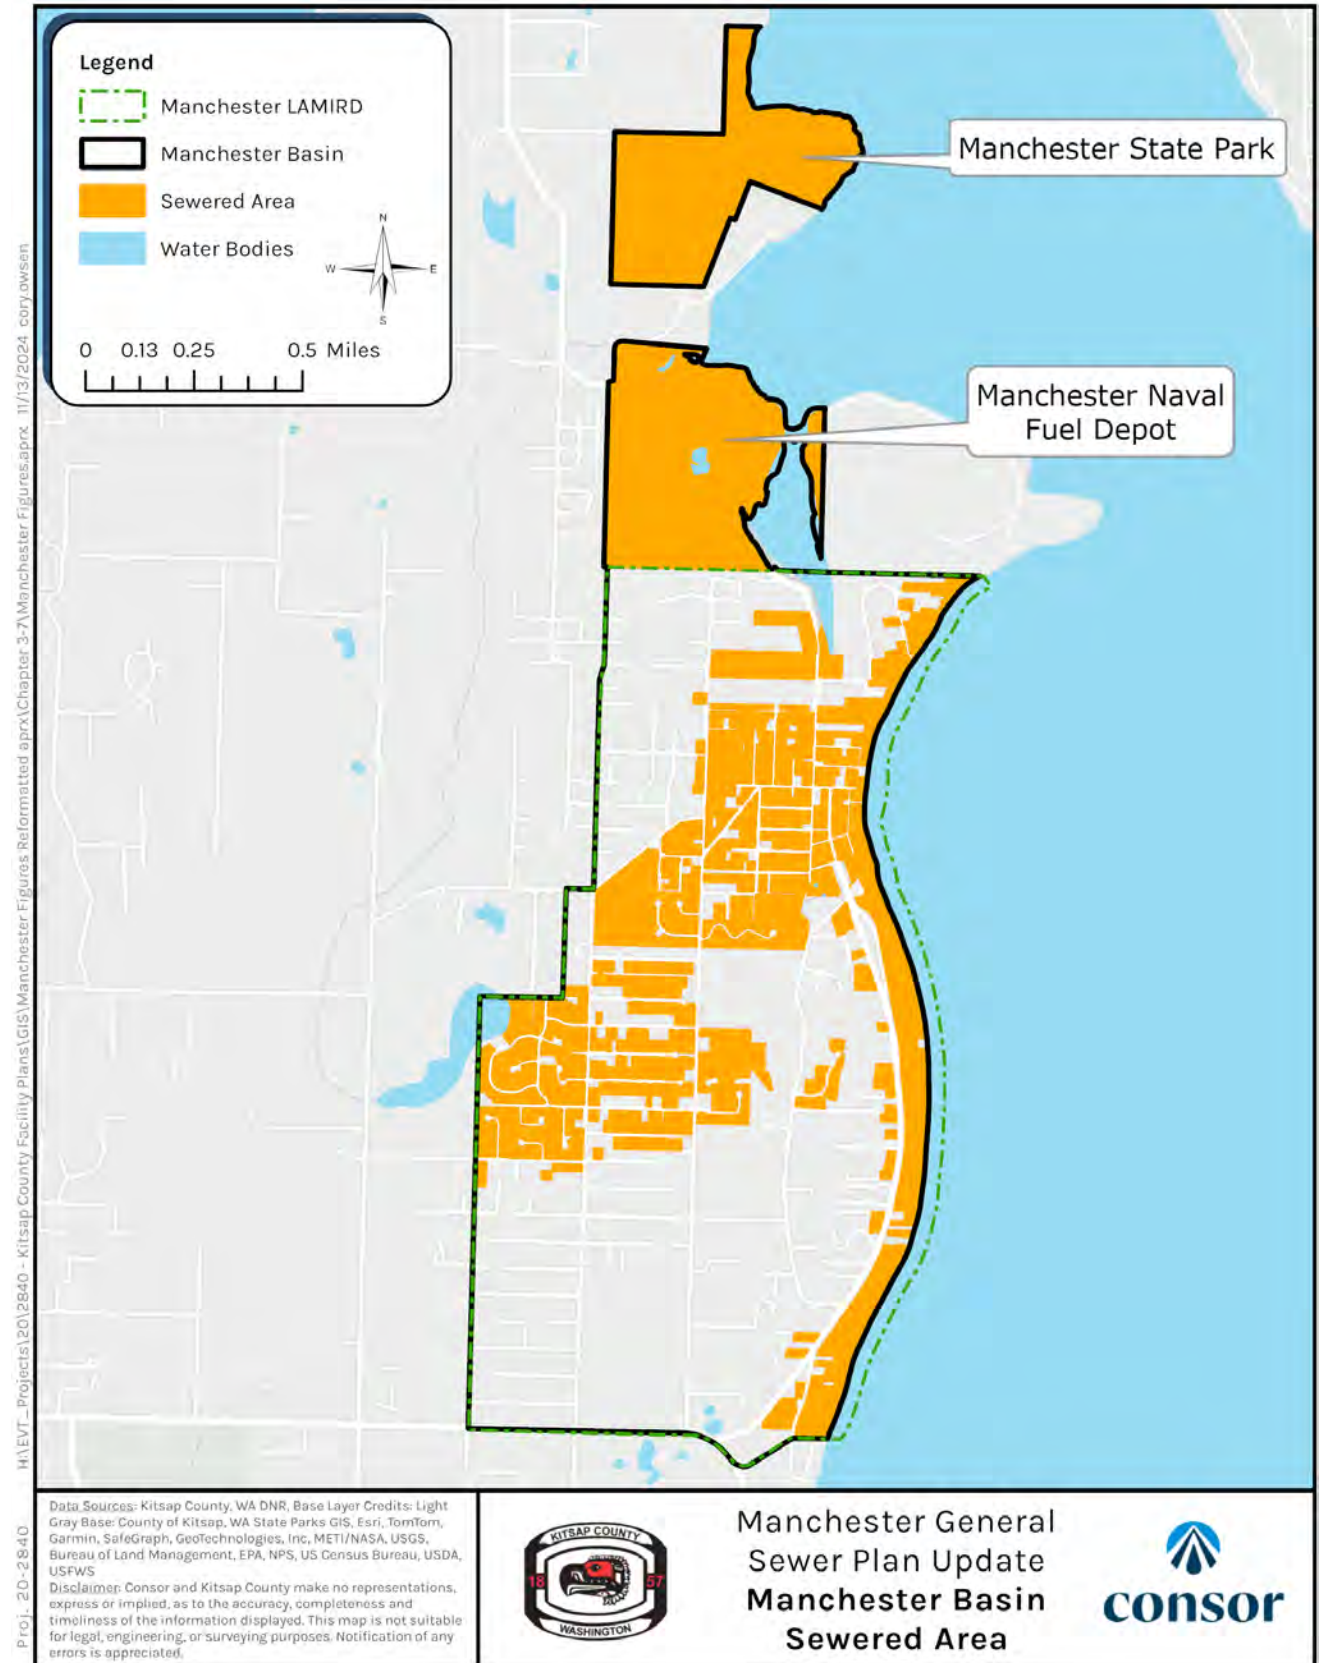 Legend
Manchester LAMIRD
Manchester Basin
Sewered Area
Water Bodies
N
W E
S
0 0.13 0.25 0.5 Miles
Manchester State Park
Manchester Naval
Fuel Depot
H:\EVT_Projects\20\2840 - Kitsap County Facility Plans\GIS\Manchester Figures Reformatted aprx\Chapter 3-7\Manchester Figures.aprx 11/13/2024 cory.owsen
Proj. 20-2840
Data Sources: Kitsap County, WA DNR, Base Layer Credits: Light
Gray Base: County of Kitsap, WA State Parks GIS, Esri, TomTom,
Garmin, SafeGraph, GeoTechnologies, Inc, METI/NASA, USGS,
Bureau of Land Management, EPA, NPS, US Census Bureau, USDA,
USFWS
Disclaimer: Consor and Kitsap County make no representations,
express or implied, as to the accuracy, completeness and
timeliness of the information displayed. This map is not suitable
for legal, engineering, or surveying purposes. Notification of any
errors is appreciated.
KITSAP COUNTY
18 57
WASHINGTON
Manchester General
Sewer Plan Update
Manchester Basin
Sewered Area
consor